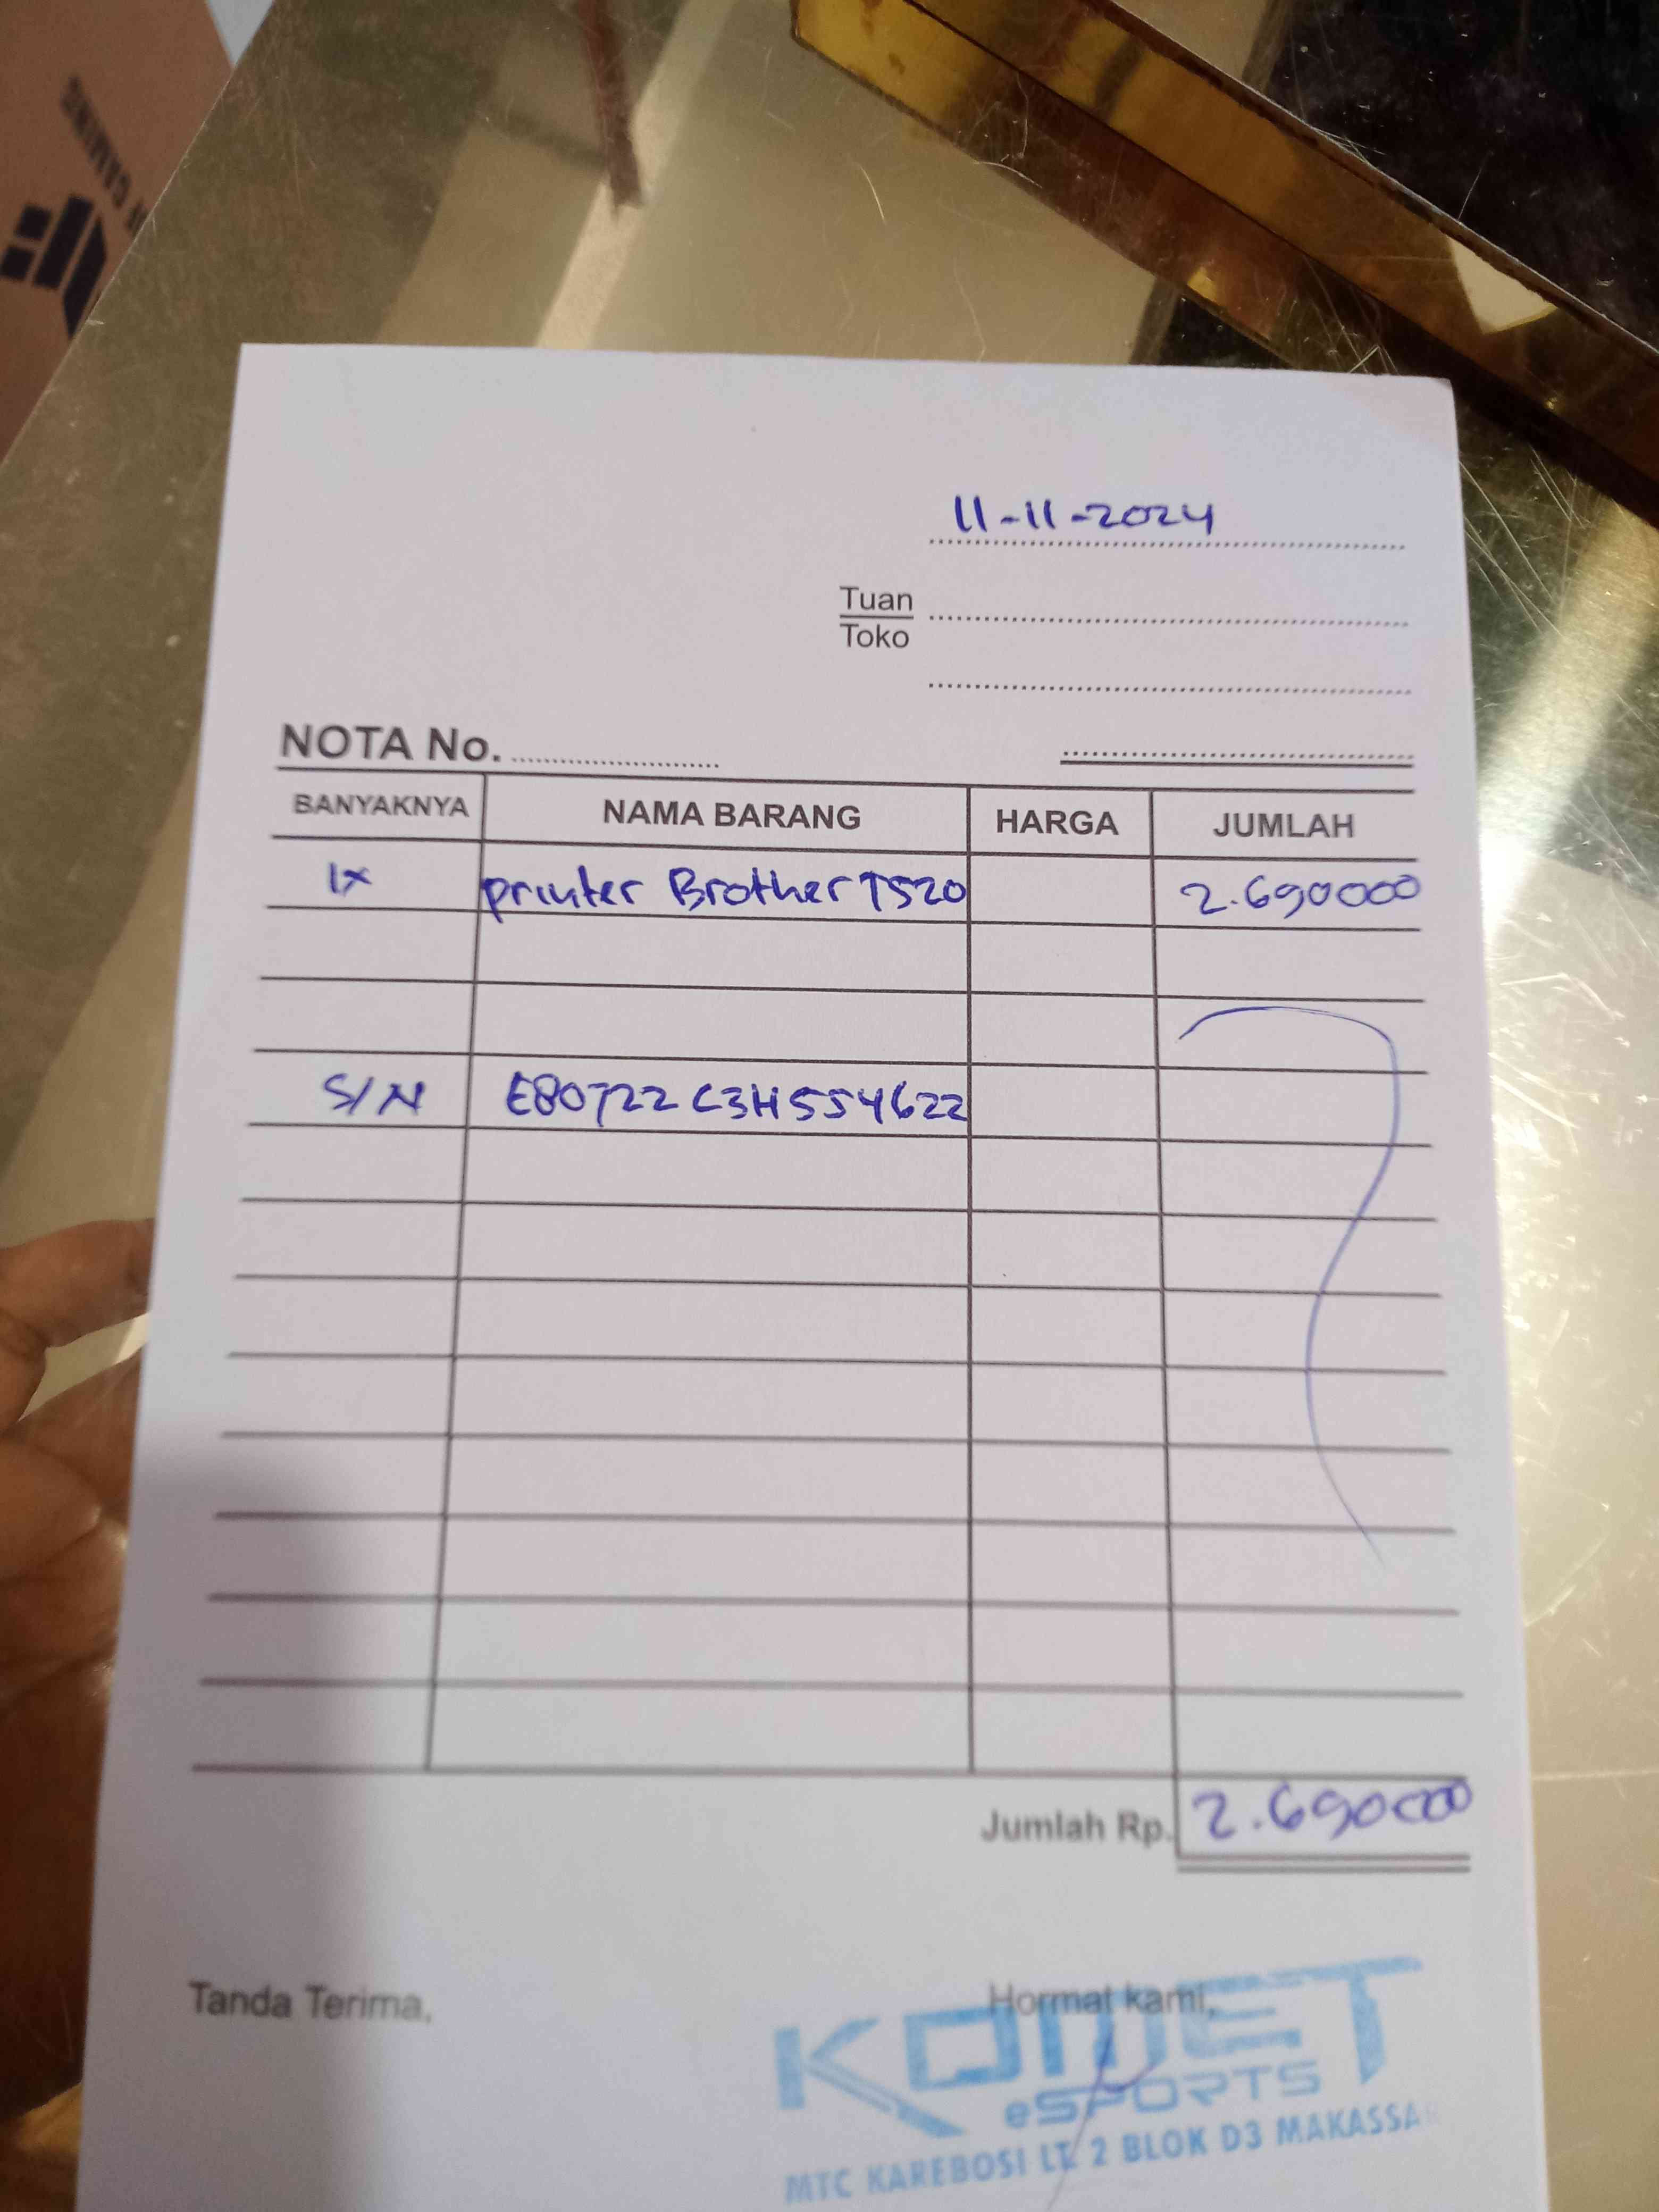 GAMING
11-11-2024
Tuan
Toko
NOTA No.
BANYAKNYA NAMA BARANG HARGA JUMLAH
1x printer Brother T520 2.690000
S/N E80722C3H554622
Jumlah Rp. 2.690000
Tanda Terima, Hormat kami,
KOMET
eSPORTS
MTC KAREBOSI LT. 2 BLOK D3 MAKASSAR